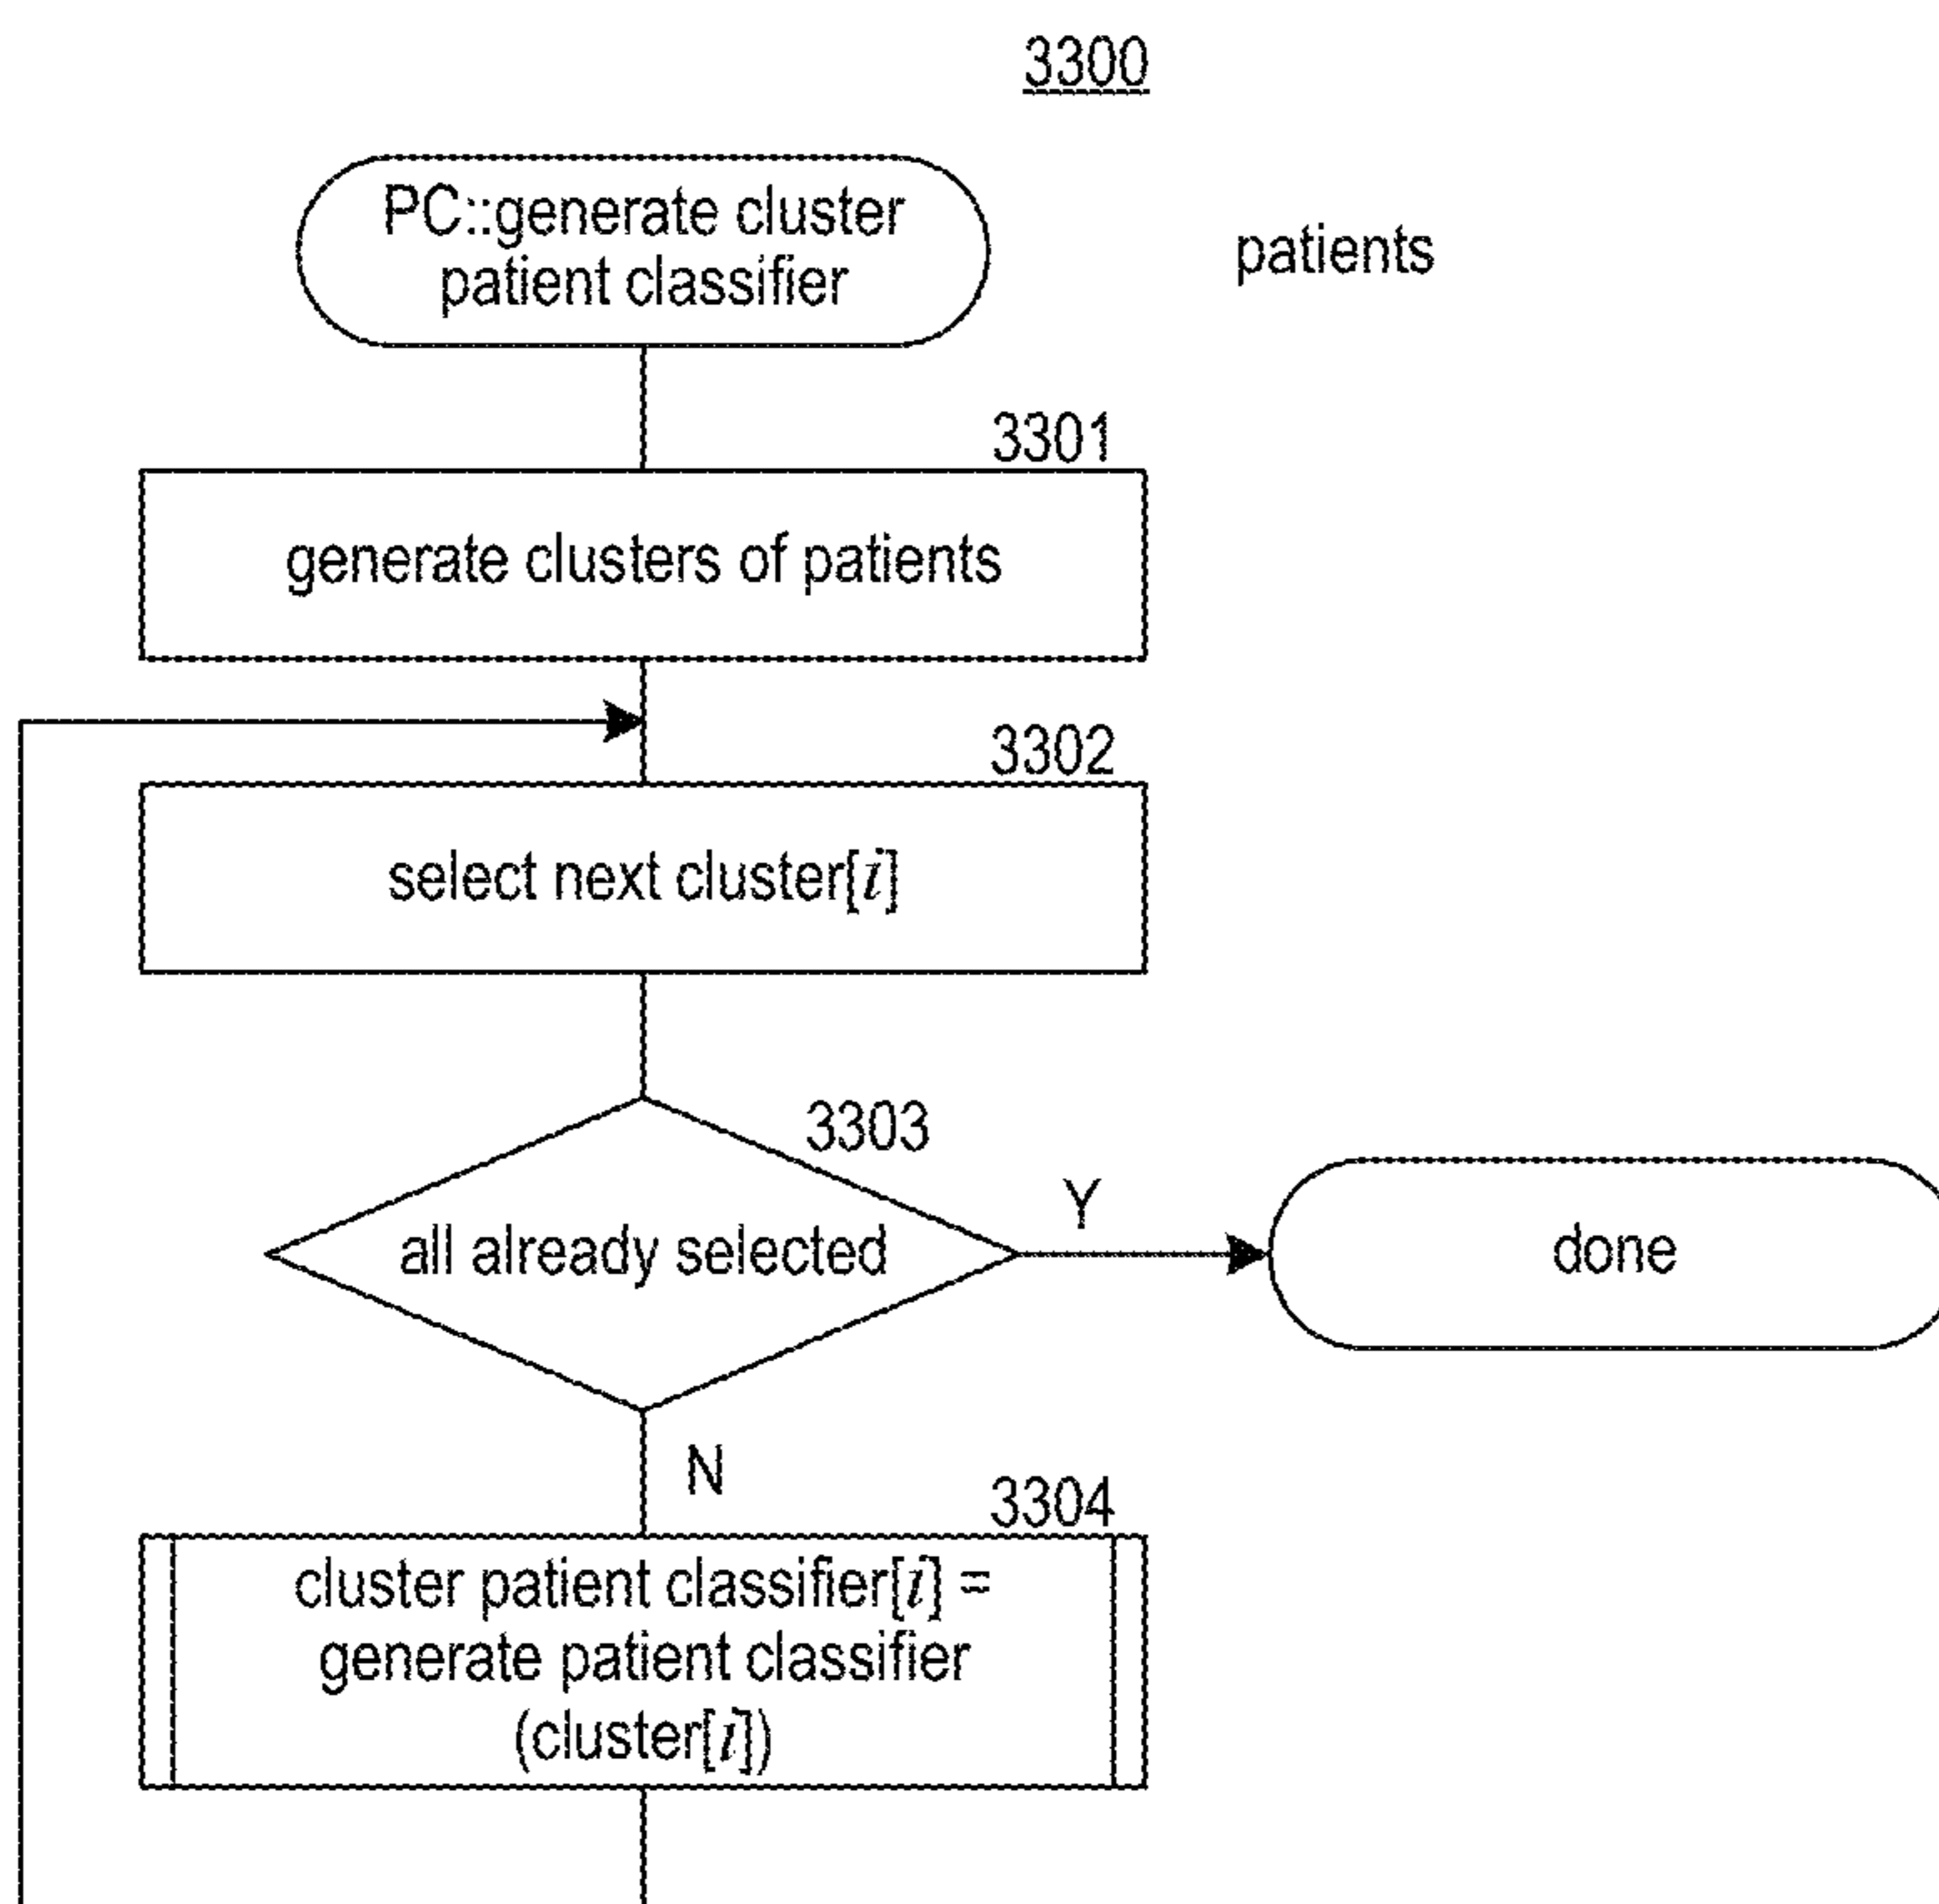 3300
PC::generate cluster
patient classifier
patients
3301
generate clusters of patients
3302
select next cluster[i]
3303
all already selected
Y
done
N
3304
cluster patient classifier[i] =
generate patient classifier
(cluster[i])